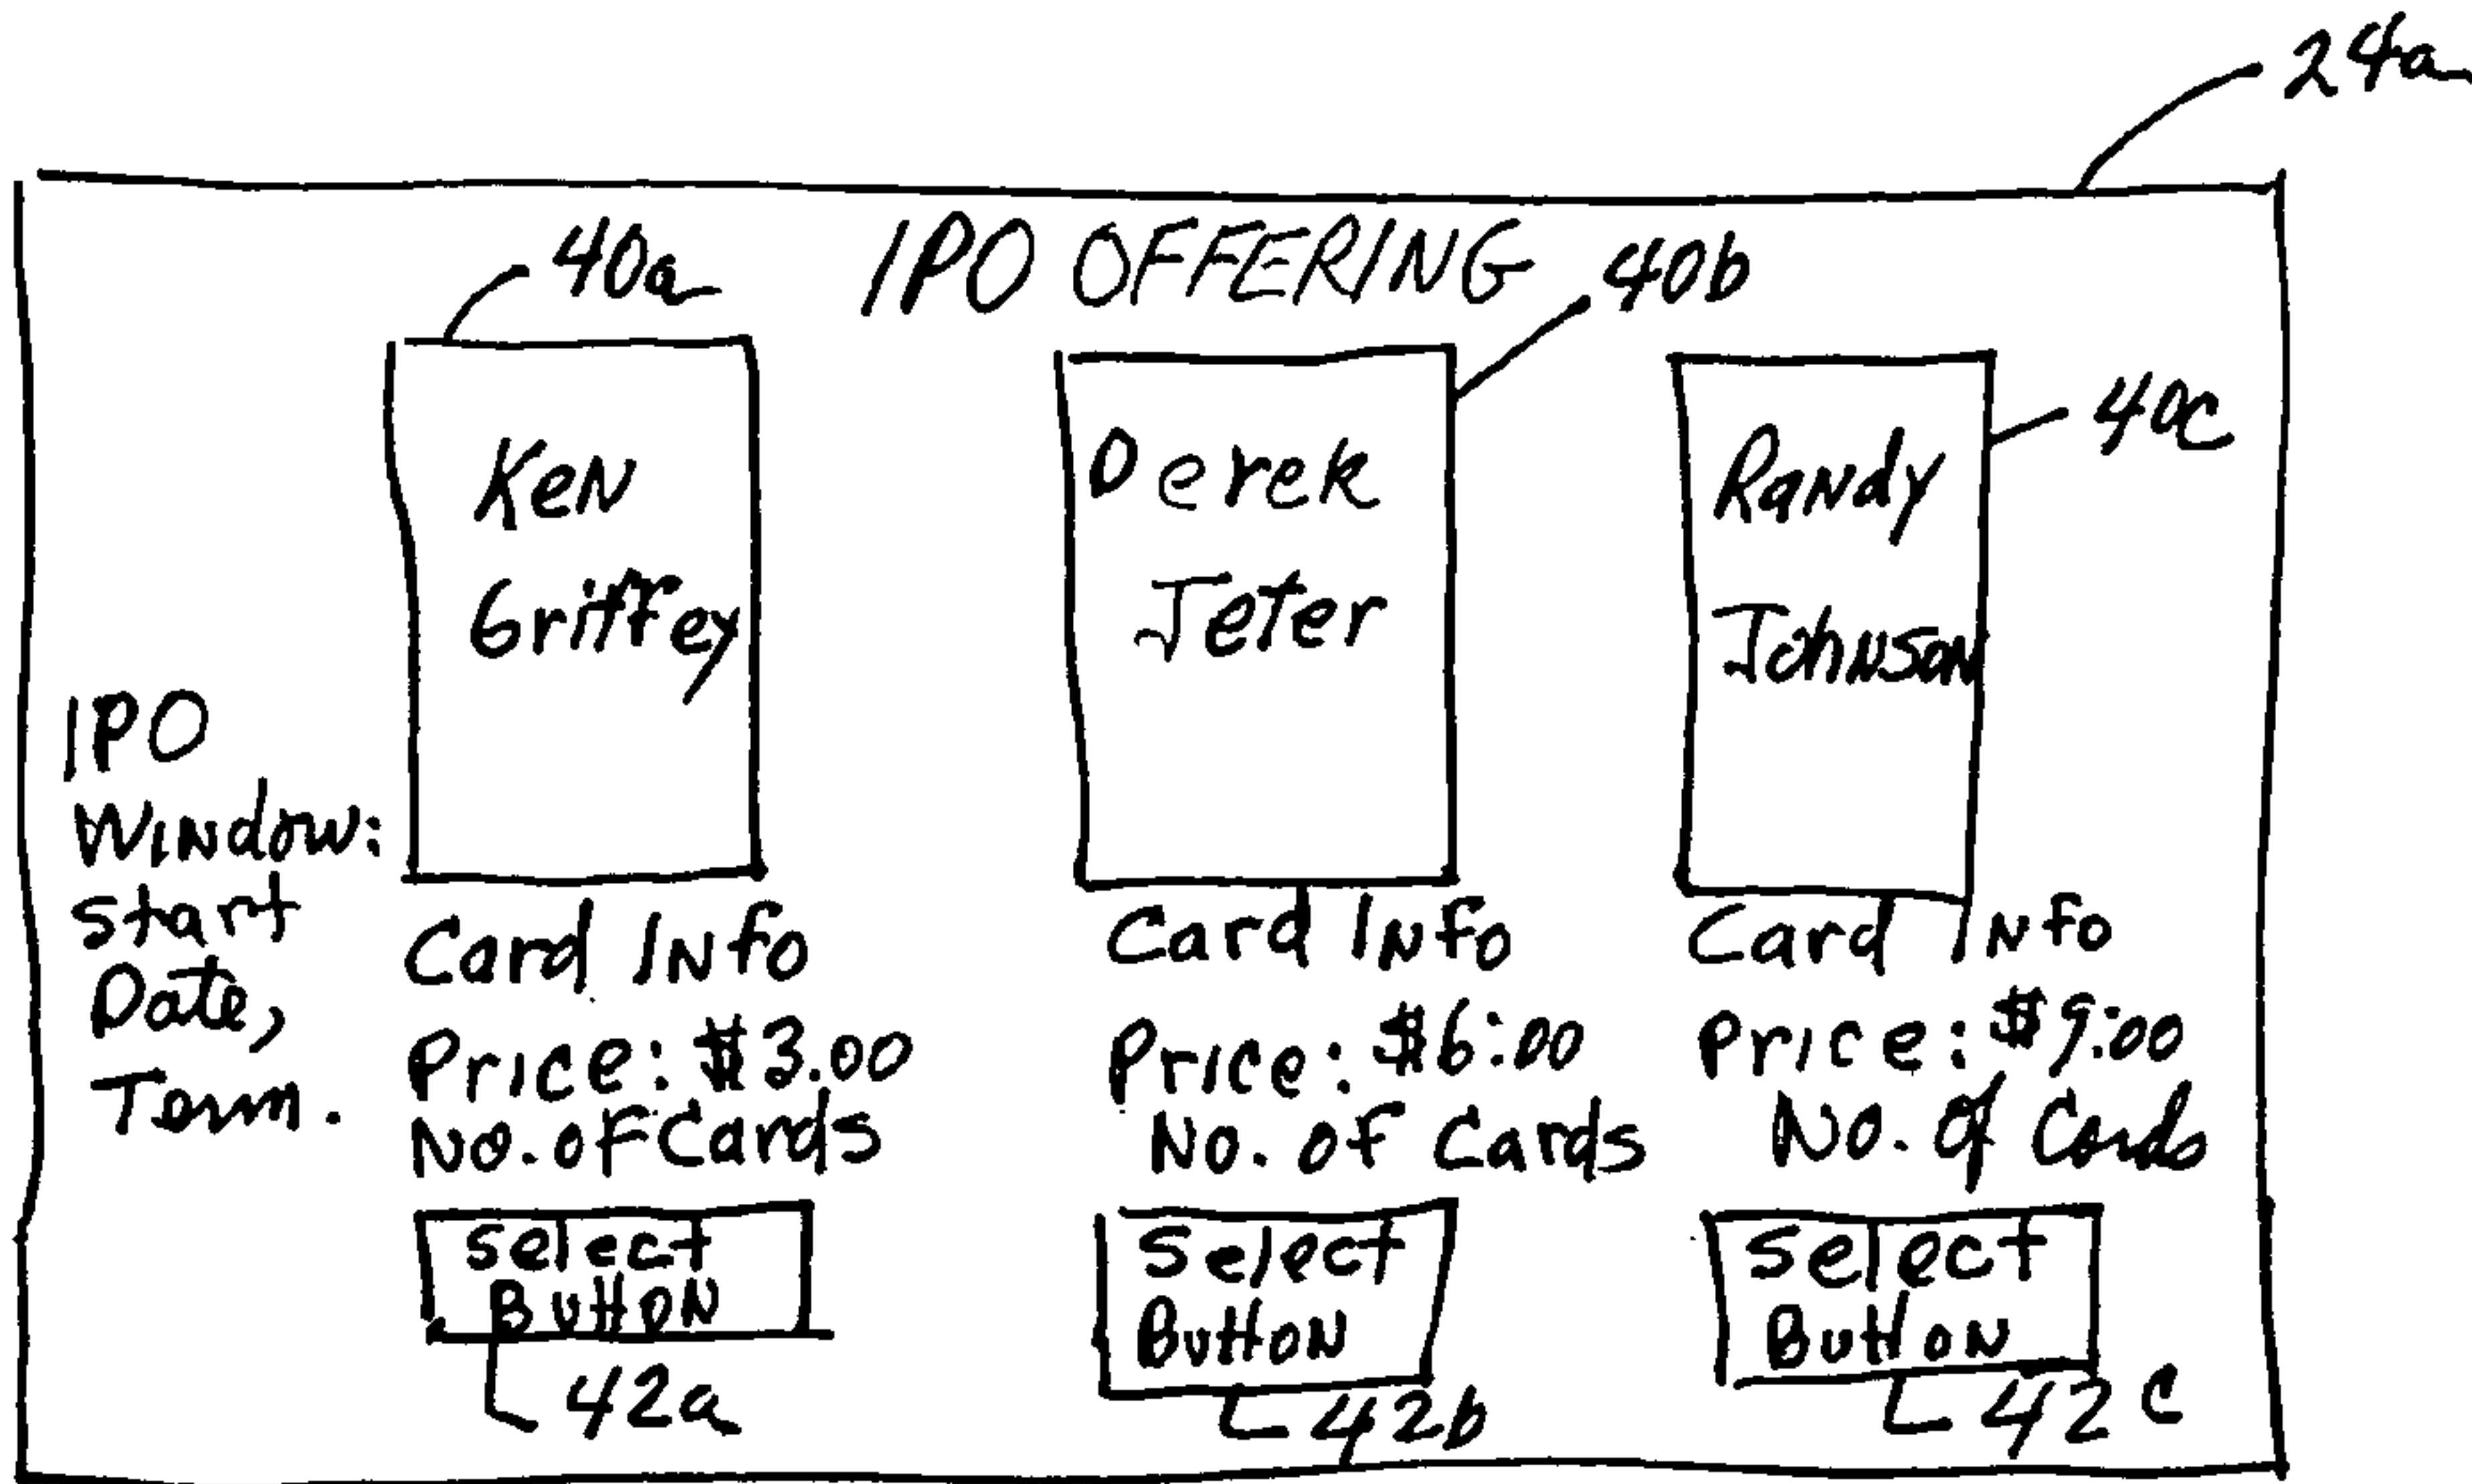 24a
IPO OFFERING
40a
40b
40c
Ken
Griffey
Derek
Jeter
Randy
Johnson
IPO
Window:
Start
Date,
Term.
Card Info
Price: $3.00
No. of Cards
Select
Button
42a
Card Info
Price: $6:00
No. of Cards
Select
Button
42b
Card Info
Price: $9:00
No. of Cards
Select
Button
42c